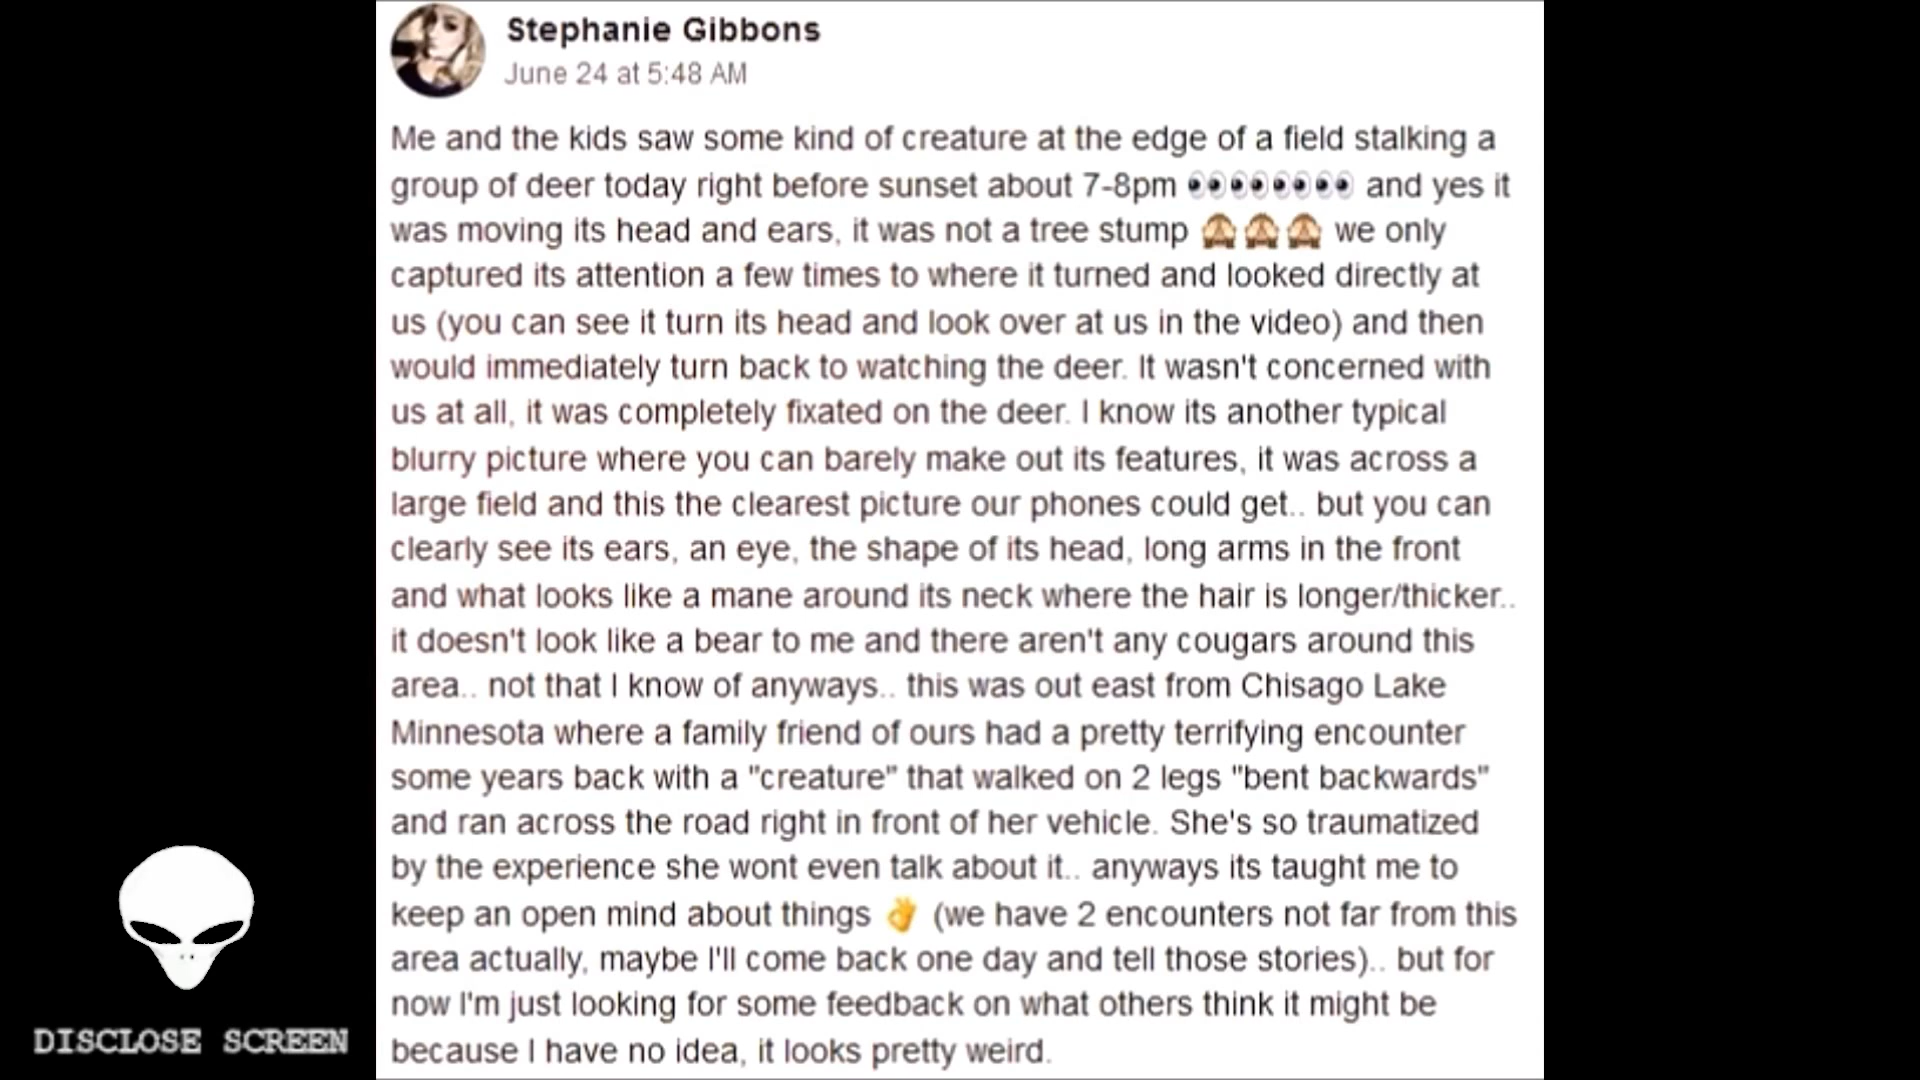 Stephanie Gibbons
June 24 at 5:48 AM
Me and the kids saw some kind of creature at the edge of a field stalking a
group of deer today right before sunset about 7-8pm 👀👀👀👀 and yes it
was moving its head and ears, it was not a tree stump 🙈🙈🙈 we only
captured its attention a few times to where it turned and looked directly at
us (you can see it turn its head and look over at us in the video) and then
would immediately turn back to watching the deer. It wasn't concerned with
us at all, it was completely fixated on the deer. I know its another typical
blurry picture where you can barely make out its features, it was across a
large field and this the clearest picture our phones could get.. but you can
clearly see its ears, an eye, the shape of its head, long arms in the front
and what looks like a mane around its neck where the hair is longer/thicker..
it doesn't look like a bear to me and there aren't any cougars around this
area.. not that I know of anyways.. this was out east from Chisago Lake
Minnesota where a family friend of ours had a pretty terrifying encounter
some years back with a "creature" that walked on 2 legs "bent backwards"
and ran across the road right in front of her vehicle. She's so traumatized
by the experience she wont even talk about it.. anyways its taught me to
keep an open mind about things 👌 (we have 2 encounters not far from this
area actually, maybe I'll come back one day and tell those stories).. but for
now I'm just looking for some feedback on what others think it might be
because I have no idea, it looks pretty weird.
DISCLOSE SCREEN